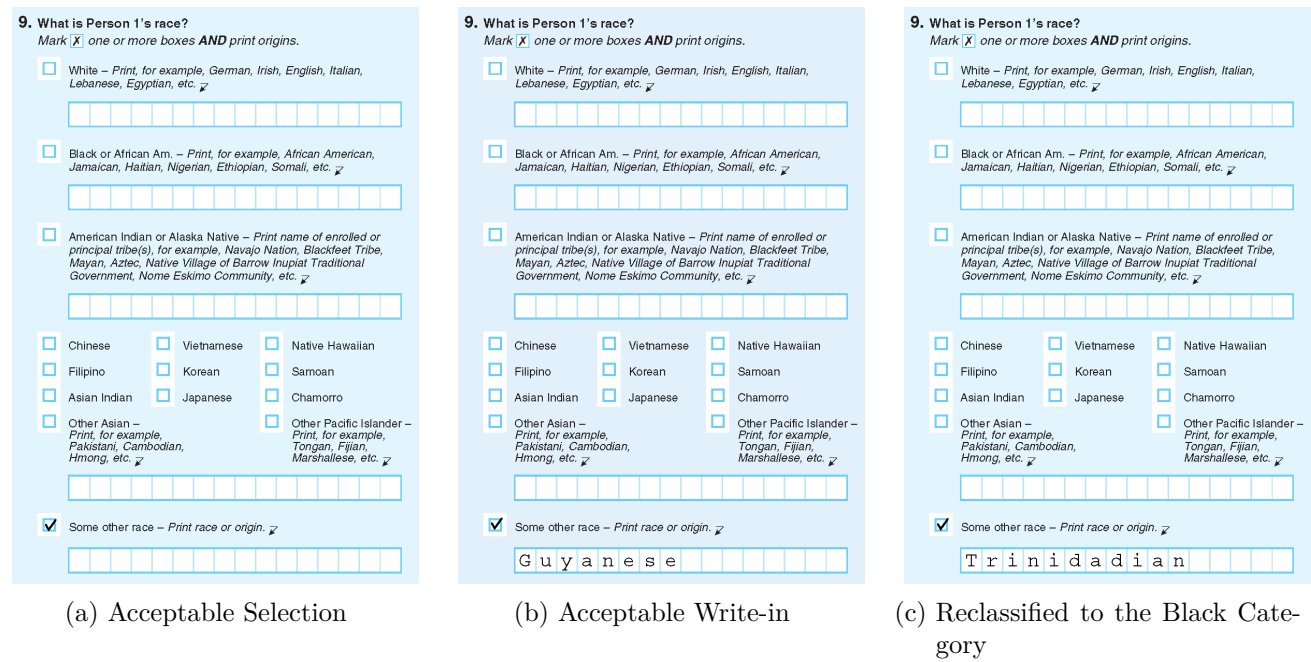 9. What is Person 1's race?
Mark ✗ one or more boxes AND print origins.
White – Print, for example, German, Irish, English, Italian,
Lebanese, Egyptian, etc.
Black or African Am. – Print, for example, African American,
Jamaican, Haitian, Nigerian, Ethiopian, Somali, etc.
American Indian or Alaska Native – Print name of enrolled or
principal tribe(s), for example, Navajo Nation, Blackfeet Tribe,
Mayan, Aztec, Native Village of Barrow Inupiat Traditional
Government, Nome Eskimo Community, etc.
Chinese Vietnamese Native Hawaiian
Filipino Korean Samoan
Asian Indian Japanese Chamorro
Other Asian – Other Pacific Islander –
Print, for example, Print, for example,
Pakistani, Cambodian, Tongan, Fijian,
Hmong, etc. Marshallese, etc.
Some other race – Print race or origin.
(a) Acceptable Selection
9. What is Person 1's race?
Mark ✗ one or more boxes AND print origins.
White – Print, for example, German, Irish, English, Italian,
Lebanese, Egyptian, etc.
Black or African Am. – Print, for example, African American,
Jamaican, Haitian, Nigerian, Ethiopian, Somali, etc.
American Indian or Alaska Native – Print name of enrolled or
principal tribe(s), for example, Navajo Nation, Blackfeet Tribe,
Mayan, Aztec, Native Village of Barrow Inupiat Traditional
Government, Nome Eskimo Community, etc.
Chinese Vietnamese Native Hawaiian
Filipino Korean Samoan
Asian Indian Japanese Chamorro
Other Asian – Other Pacific Islander –
Print, for example, Print, for example,
Pakistani, Cambodian, Tongan, Fijian,
Hmong, etc. Marshallese, etc.
Some other race – Print race or origin.
Guyanese
(b) Acceptable Write-in
9. What is Person 1's race?
Mark ✗ one or more boxes AND print origins.
White – Print, for example, German, Irish, English, Italian,
Lebanese, Egyptian, etc.
Black or African Am. – Print, for example, African American,
Jamaican, Haitian, Nigerian, Ethiopian, Somali, etc.
American Indian or Alaska Native – Print name of enrolled or
principal tribe(s), for example, Navajo Nation, Blackfeet Tribe,
Mayan, Aztec, Native Village of Barrow Inupiat Traditional
Government, Nome Eskimo Community, etc.
Chinese Vietnamese Native Hawaiian
Filipino Korean Samoan
Asian Indian Japanese Chamorro
Other Asian – Other Pacific Islander –
Print, for example, Print, for example,
Pakistani, Cambodian, Tongan, Fijian,
Hmong, etc. Marshallese, etc.
Some other race – Print race or origin.
Trinidadian
(c) Reclassified to the Black Cate-
gory